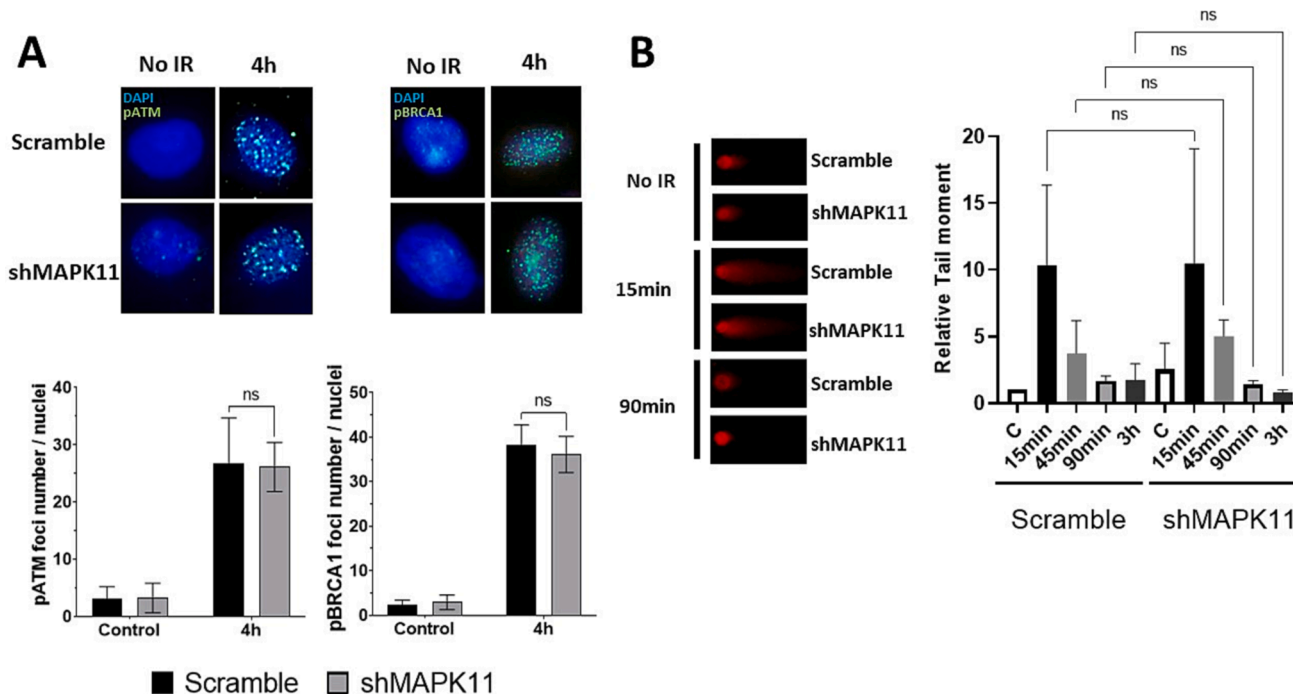 A
No IR
4h
No IR
4h
DAPI
pATM
DAPI
pBRCA1
Scramble
shMAPK11
pATM foci number / nuclei
40
30
20
10
0
Control
4h
ns
pBRCA1 foci number / nuclei
50
40
30
20
10
0
Control
4h
ns
Scramble
shMAPK11
B
No IR
Scramble
shMAPK11
15min
Scramble
shMAPK11
90min
Scramble
shMAPK11
ns
ns
ns
ns
Relative Tail moment
20
15
10
5
0
C
15min
45min
90min
3h
C
15min
45min
90min
3h
Scramble
shMAPK11